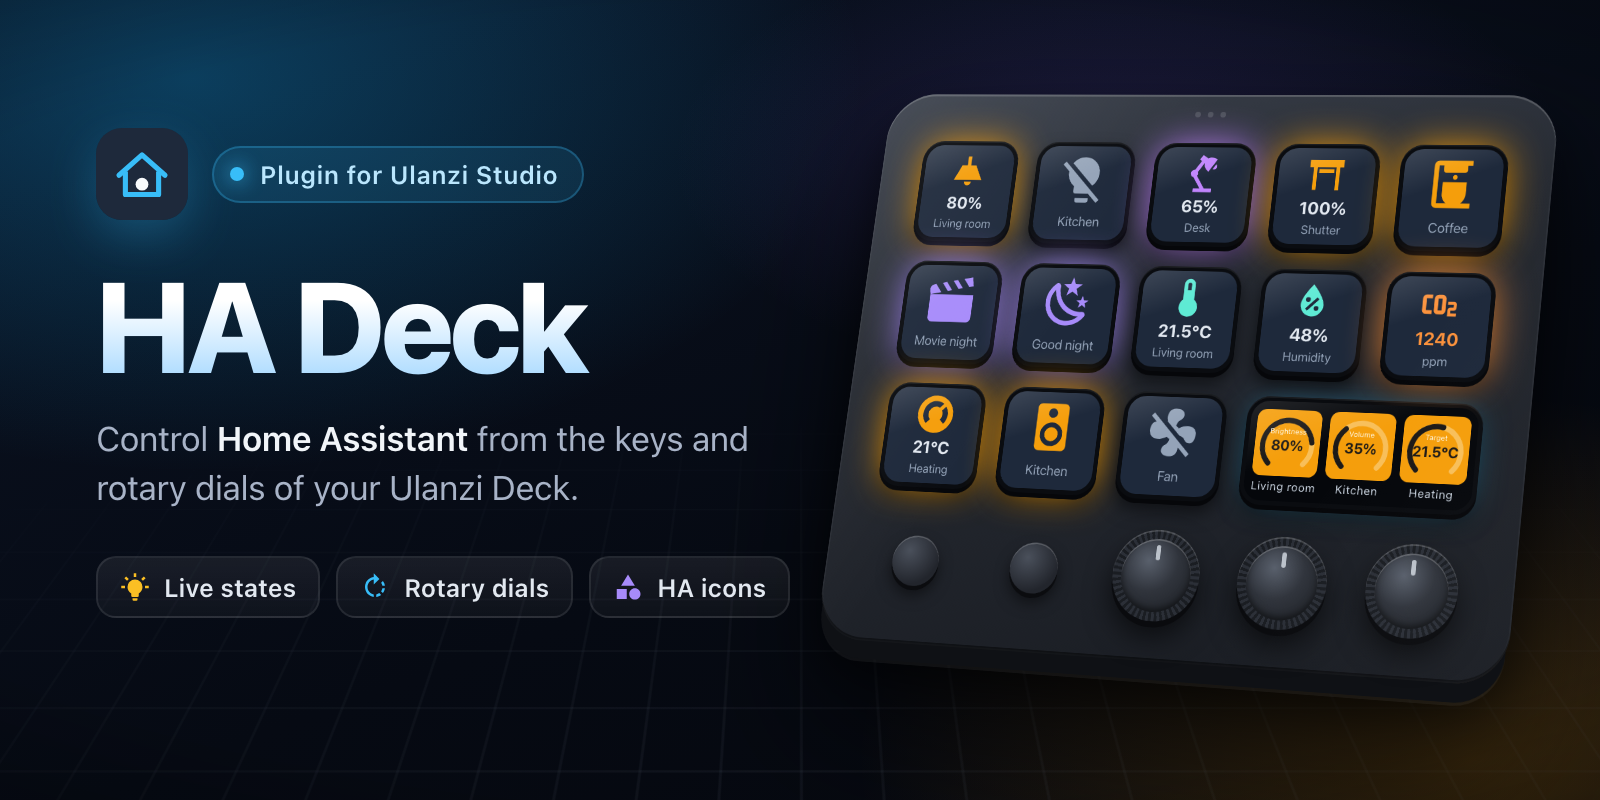 Plugin for Ulanzi Studio
HA Deck
Control Home Assistant from the keys and
rotary dials of your Ulanzi Deck.
Live states
Rotary dials
HA icons
80%
Living room
Kitchen
65%
Desk
100%
Shutter
Coffee
Movie night
Good night
21.5°C
Living room
48%
Humidity
CO2
1240
ppm
21°C
Heating
Kitchen
Fan
Brightness
80%
Living room
Volume
35%
Kitchen
Target
21.5°C
Heating